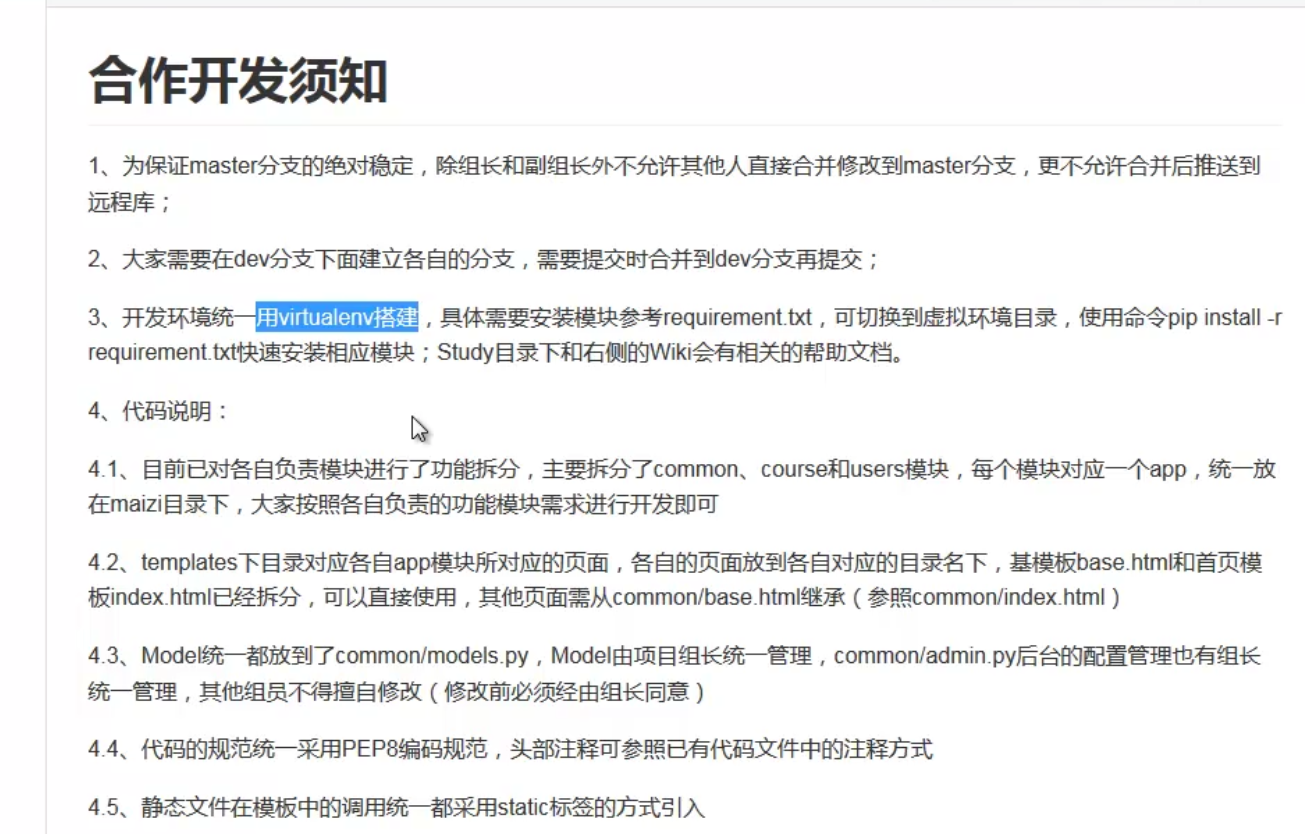 合作开发须知
1、为保证master分支的绝对稳定，除组长和副组长外不允许其他人直接合并修改到master分支，更不允许合并后推送到
远程库；
2、大家需要在dev分支下面建立各自的分支，需要提交时合并到dev分支再提交；
3、开发环境统一用virtualenv搭建，具体需要安装模块参考requirement.txt，可切换到虚拟环境目录，使用命令pip install -r
requirement.txt快速安装相应模块；Study目录下和右侧的Wiki会有相关的帮助文档。
4、代码说明：
4.1、目前已对各自负责模块进行了功能拆分，主要拆分了common、course和users模块，每个模块对应一个app，统一放
在maizi目录下，大家按照各自负责的功能模块需求进行开发即可
4.2、templates下目录对应各自app模块所对应的页面，各自的页面放到各自对应的目录名下，基模板base.html和首页模
板index.html已经拆分，可以直接使用，其他页面需从common/base.html继承（参照common/index.html）
4.3、Model统一都放到了common/models.py，Model由项目组长统一管理，common/admin.py后台的配置管理也有组长
统一管理，其他组员不得擅自修改（修改前必须经由组长同意）
4.4、代码的规范统一采用PEP8编码规范，头部注释可参照已有代码文件中的注释方式
4.5、静态文件在模板中的调用统一都采用static标签的方式引入